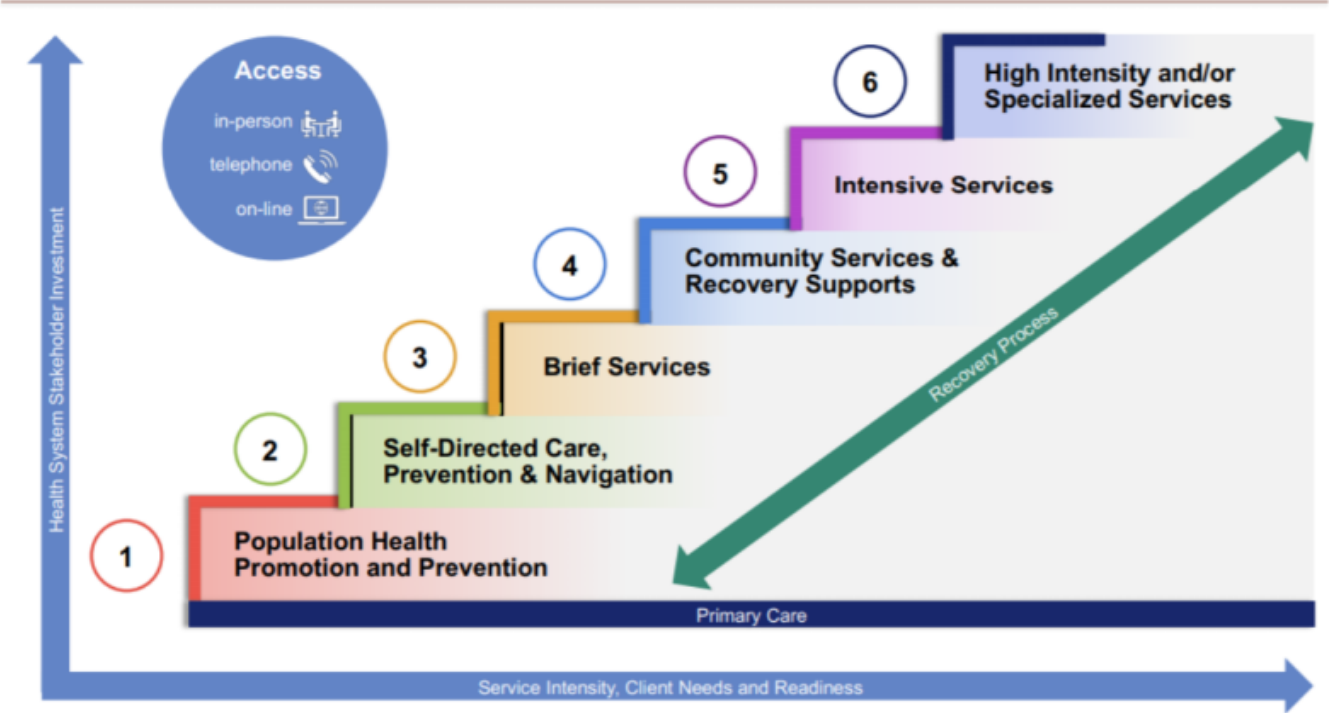 Access
in-person
telephone
on-line
Health System Stakeholder Investment
6
High Intensity and/or
Specialized Services
5
Intensive Services
4
Community Services &
Recovery Supports
3
Brief Services
2
Self-Directed Care,
Prevention & Navigation
1
Population Health
Promotion and Prevention
Recovery Process
Primary Care
Service Intensity, Client Needs and Readiness